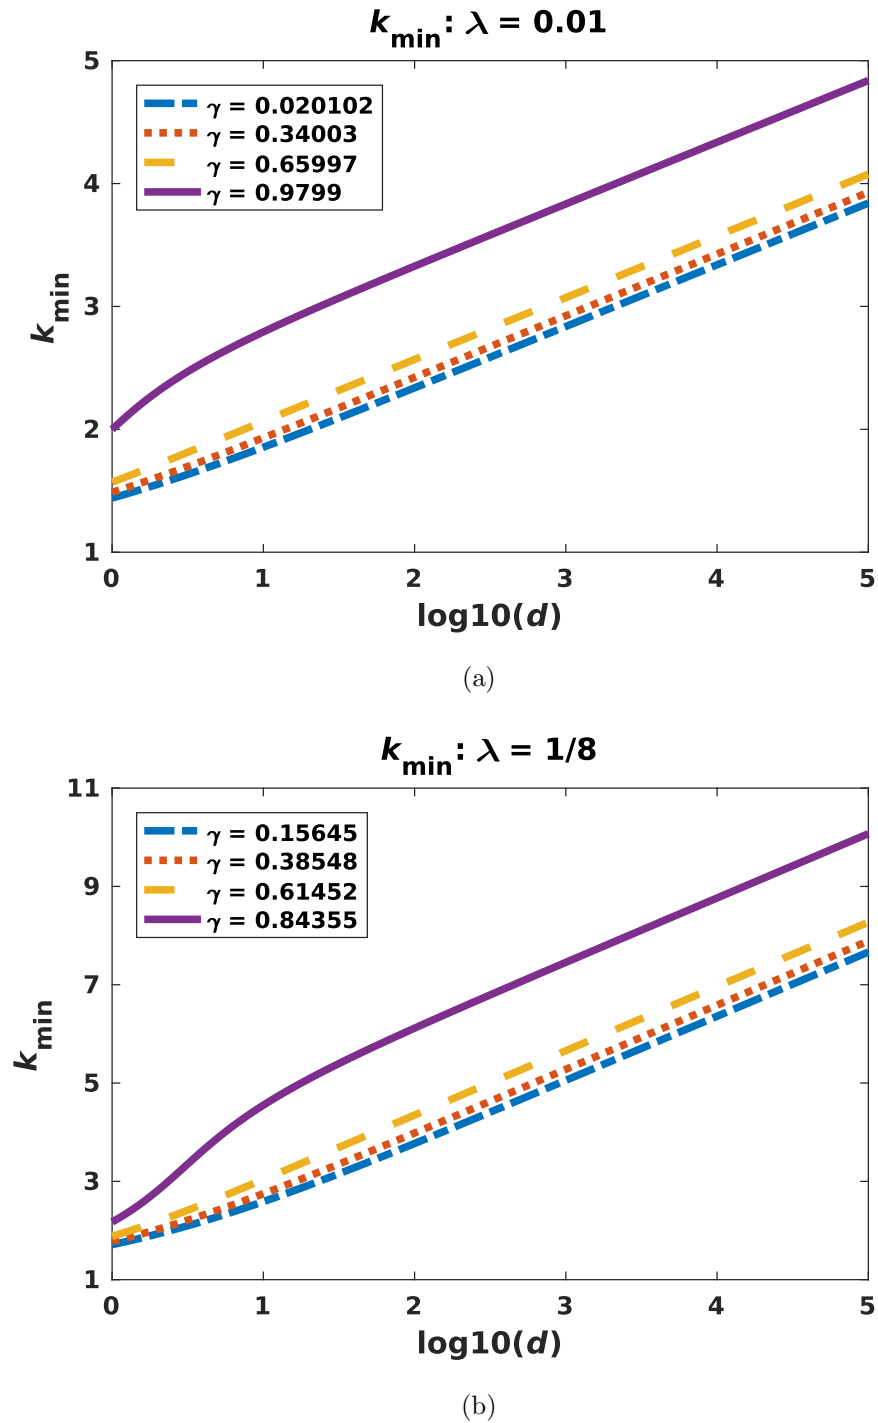 k_min: λ = 0.01
5
γ = 0.020102
γ = 0.34003
γ = 0.65997
γ = 0.9799
4
3
2
1
k_min
0 1 2 3 4 5
log10(d)
(a)
k_min: λ = 1/8
11
γ = 0.15645
γ = 0.38548
γ = 0.61452
γ = 0.84355
9
7
5
3
1
k_min
0 1 2 3 4 5
log10(d)
(b)